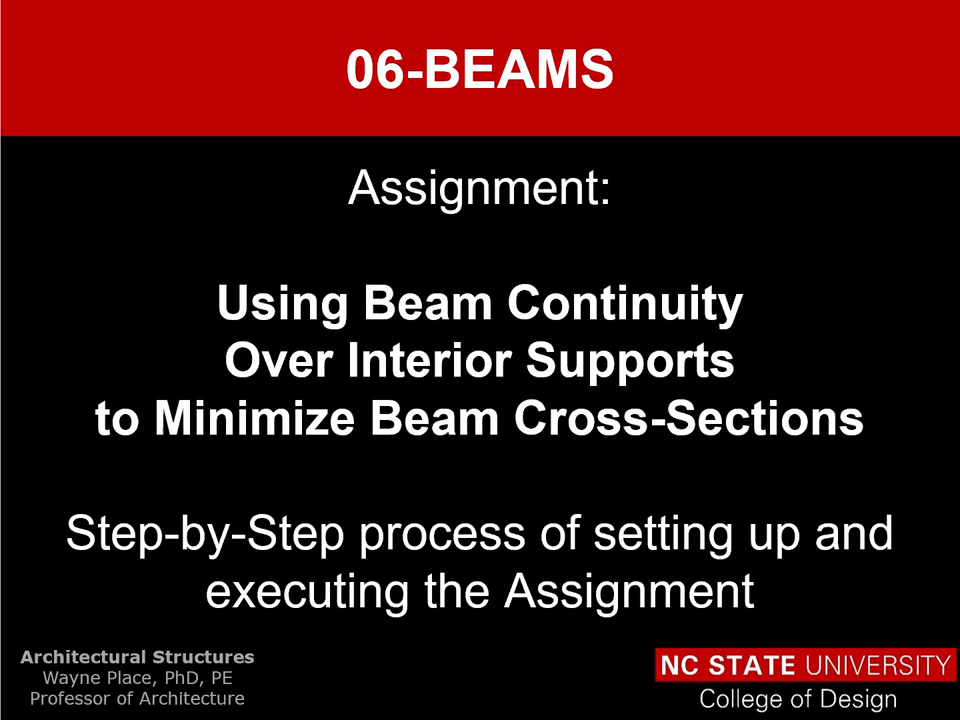 06-BEAMS
Assignment:
Using Beam Continuity
Over Interior Supports
to Minimize Beam Cross-Sections
Step-by-Step process of setting up and
executing the Assignment
Architectural Structures
Wayne Place, PhD, PE
Professor of Architecture
NC STATE UNIVERSITY
College of Design